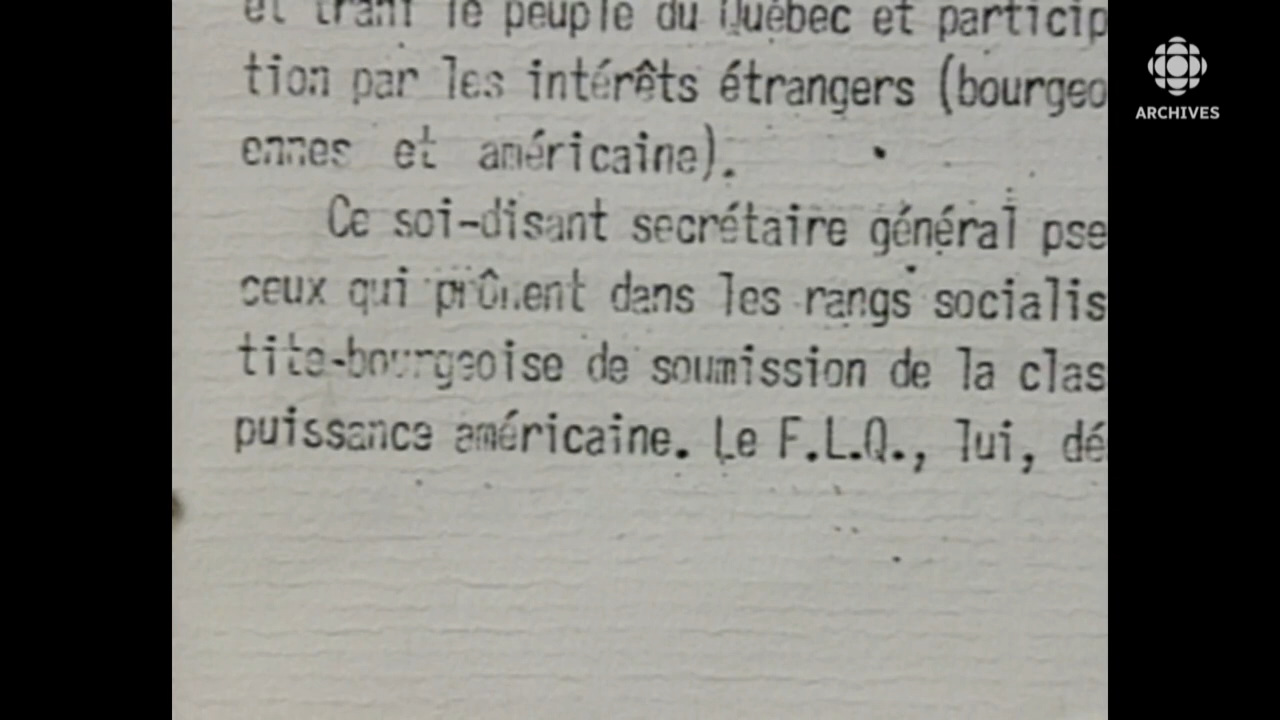 et trahi le peuple du Québec et particip
tion par les intérêts étrangers (bourgeo
ennes et américaine).
Ce soi-disant secrétaire général pse
ceux qui prônent dans les rangs socialis
tite-bourgeoise de soumission de la clas
puissance américaine. Le F.L.Q., lui, dé
ARCHIVES